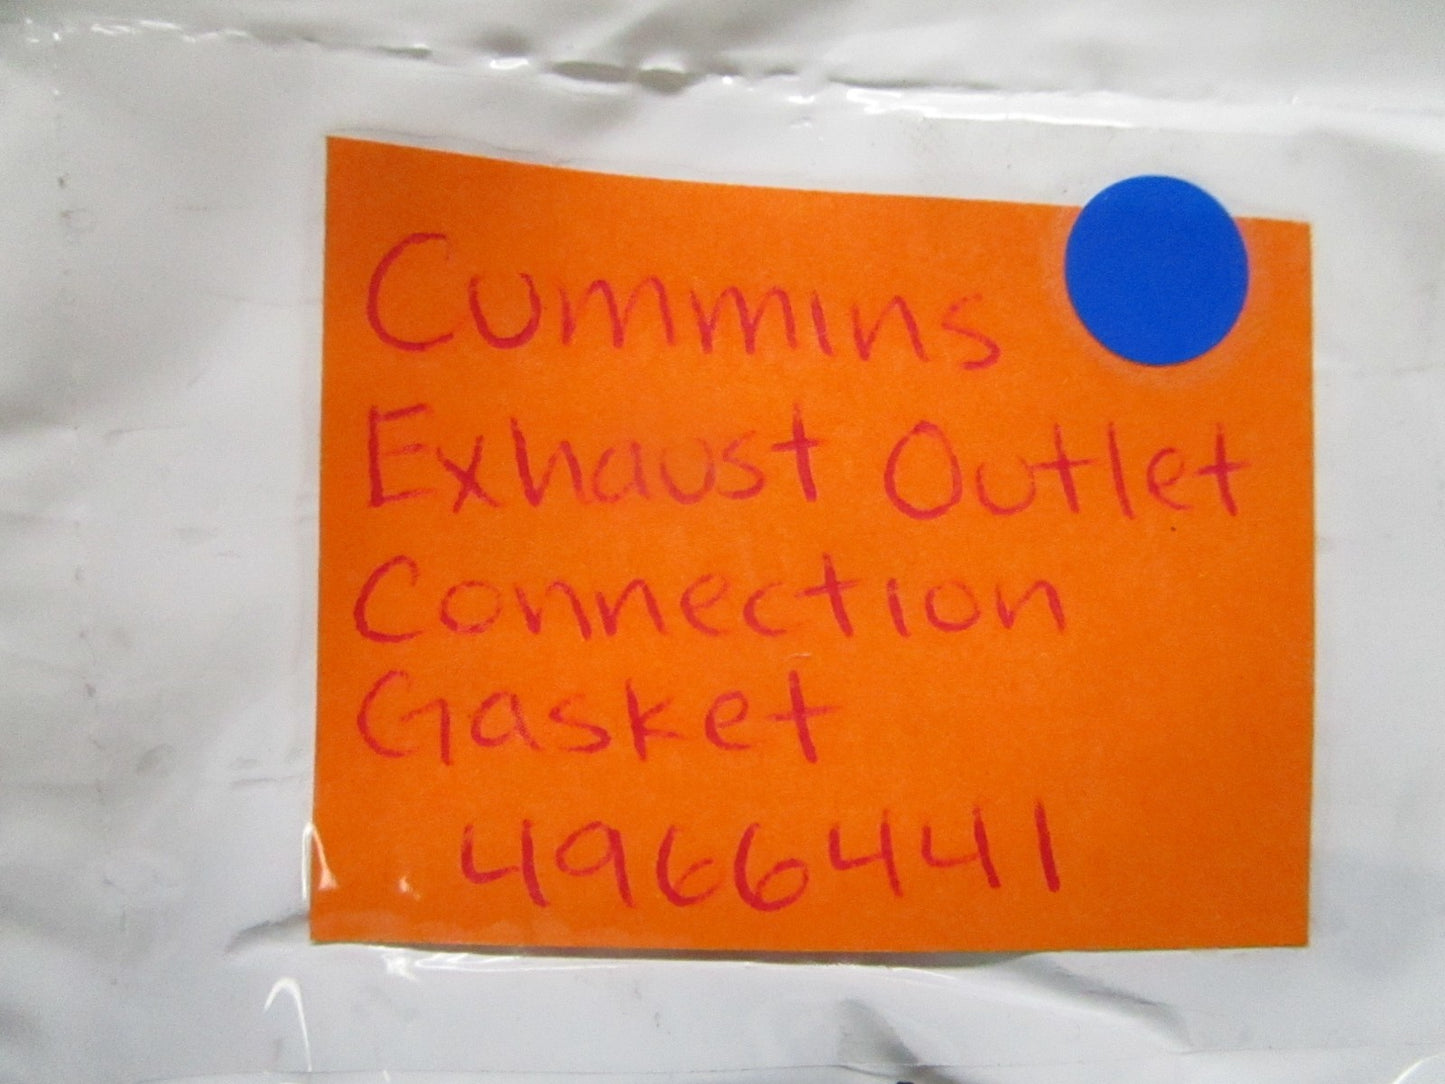 Cummins
Exhaust Outlet
Connection
Gasket
4966441